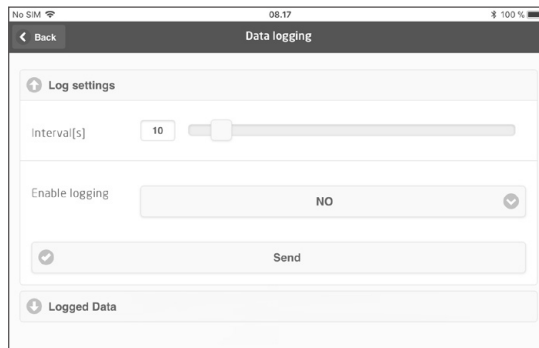 No SIM 08.17 100 %
Back Data logging
Log settings
Interval[s] 10
Enable logging NO
Send
Logged Data